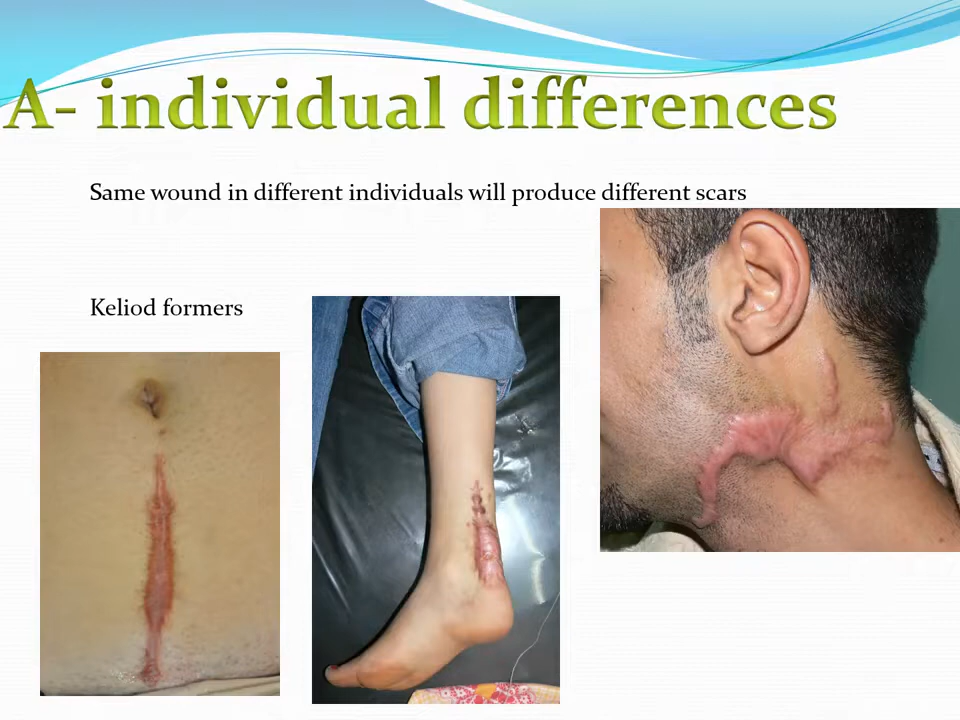 A- individual differences
Same wound in different individuals will produce different scars
Keliod formers